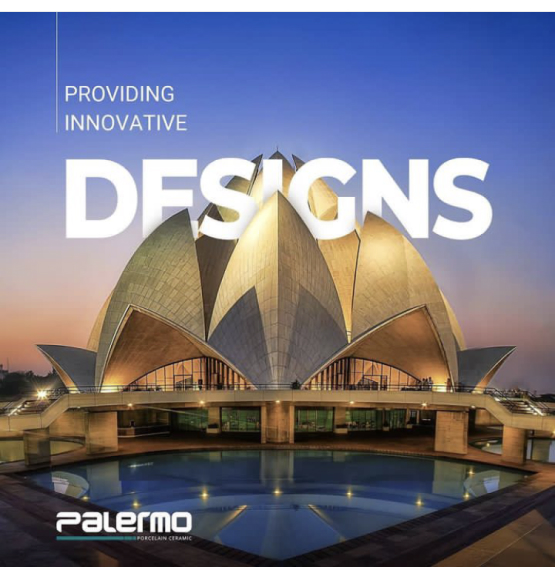 PROVIDING
INNOVATIVE
DESIGNS
PALERMO
PORCELAIN CERAMIC